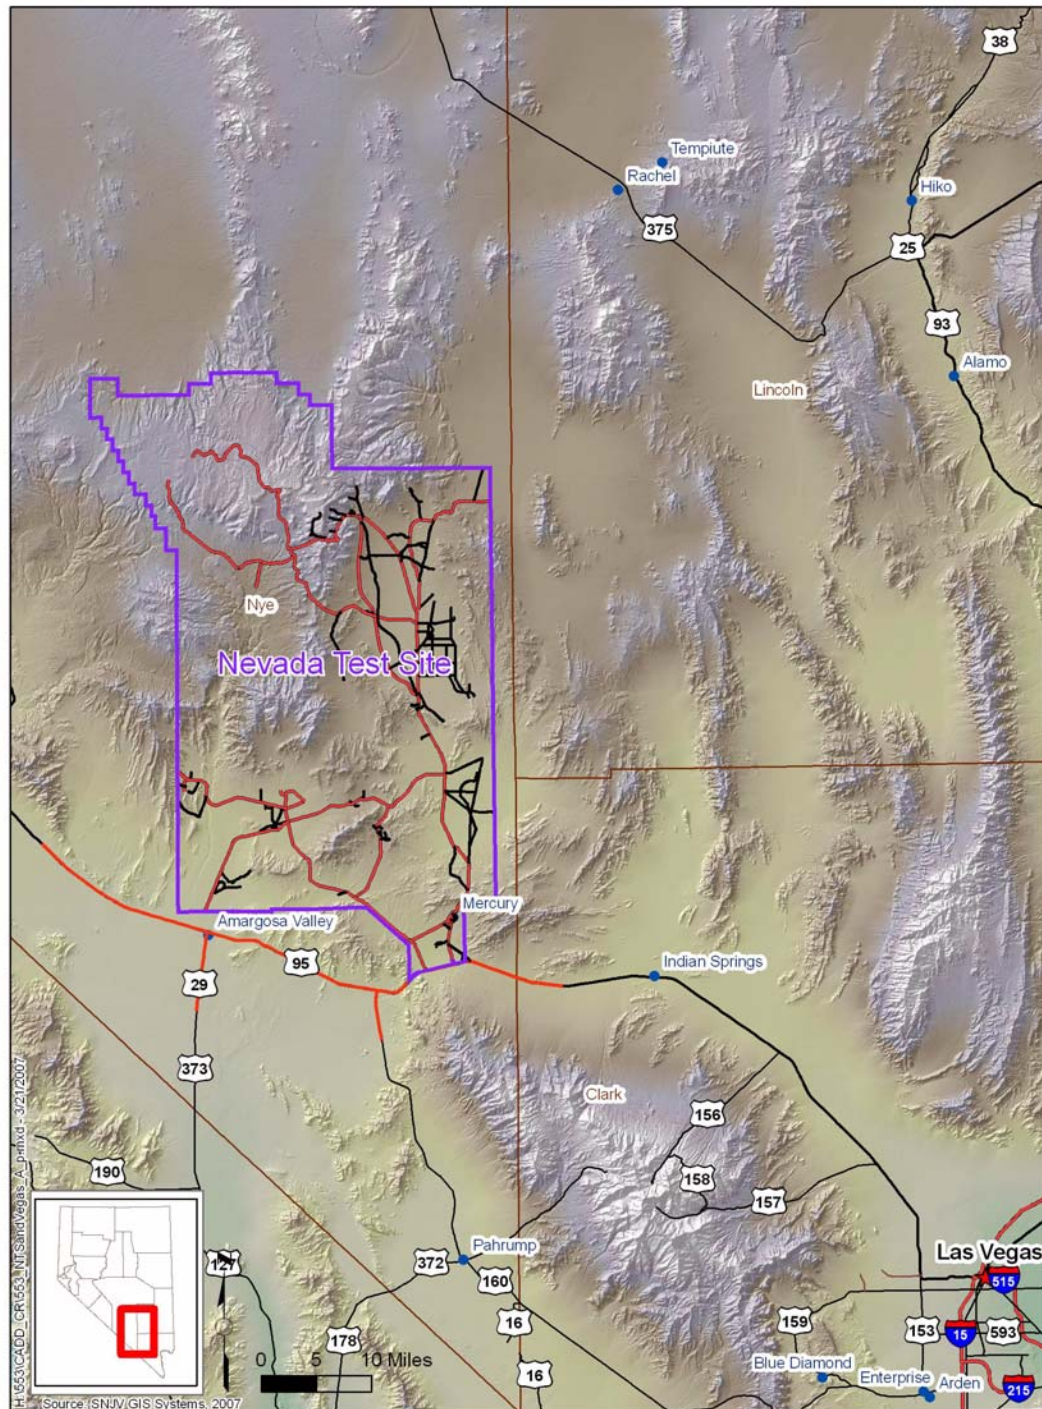 38
Tempiute
Rachel
Hiko
375
25
93
Alamo
Lincoln
Nye
Nevada Test Site
Mercury
Amargosa Valley
95
29
Indian Springs
373
Clark
156
158
157
190
Las Vegas
515
Pahrump
372
160
127
16
159
153
15
593
178
0 5 10 Miles
16
Blue Diamond
Enterprise
Arden
215
Source: SNJV GIS Systems, 2007